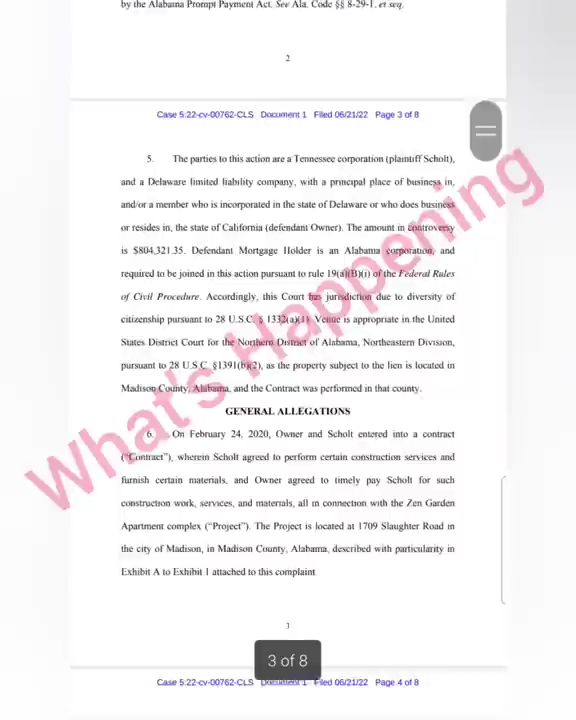 by the Alabama Prompt Payment Act. See Ala. Code §§ 8-29-1, et seq.
2
Case 5:22-cv-00762-CLS Document 1 Filed 06/21/22 Page 3 of 8
5. The parties to this action are a Tennessee corporation (plaintiff Scholt),
and a Delaware limited liability company, with a principal place of business in,
and/or a member who is incorporated in the state of Delaware or who does business
or resides in, the state of California (defendant Owner). The amount in controversy
is $804,321.35. Defendant Mortgage Holder is an Alabama corporation, and
required to be joined in this action pursuant to rule 19(a)(B)(i) of the Federal Rules
of Civil Procedure. Accordingly, this Court has jurisdiction due to diversity of
citizenship pursuant to 28 U.S.C. § 1332(a)(1). Venue is appropriate in the United
States District Court for the Northern District of Alabama, Northeastern Division,
pursuant to 28 U.S.C. §1391(b)(2), as the property subject to the lien is located in
Madison County, Alabama, and the Contract was performed in that county.
GENERAL ALLEGATIONS
6. On February 24, 2020, Owner and Scholt entered into a contract
("Contract"), wherein Scholt agreed to perform certain construction services and
furnish certain materials, and Owner agreed to timely pay Scholt for such
construction work, services, and materials, all in connection with the Zen Garden
Apartment complex ("Project"). The Project is located at 1709 Slaughter Road in
the city of Madison, in Madison County, Alabama, described with particularity in
Exhibit A to Exhibit 1 attached to this complaint.
3
3 of 8
Case 5:22-cv-00762-CLS Document 1 Filed 06/21/22 Page 4 of 8
What's Happening